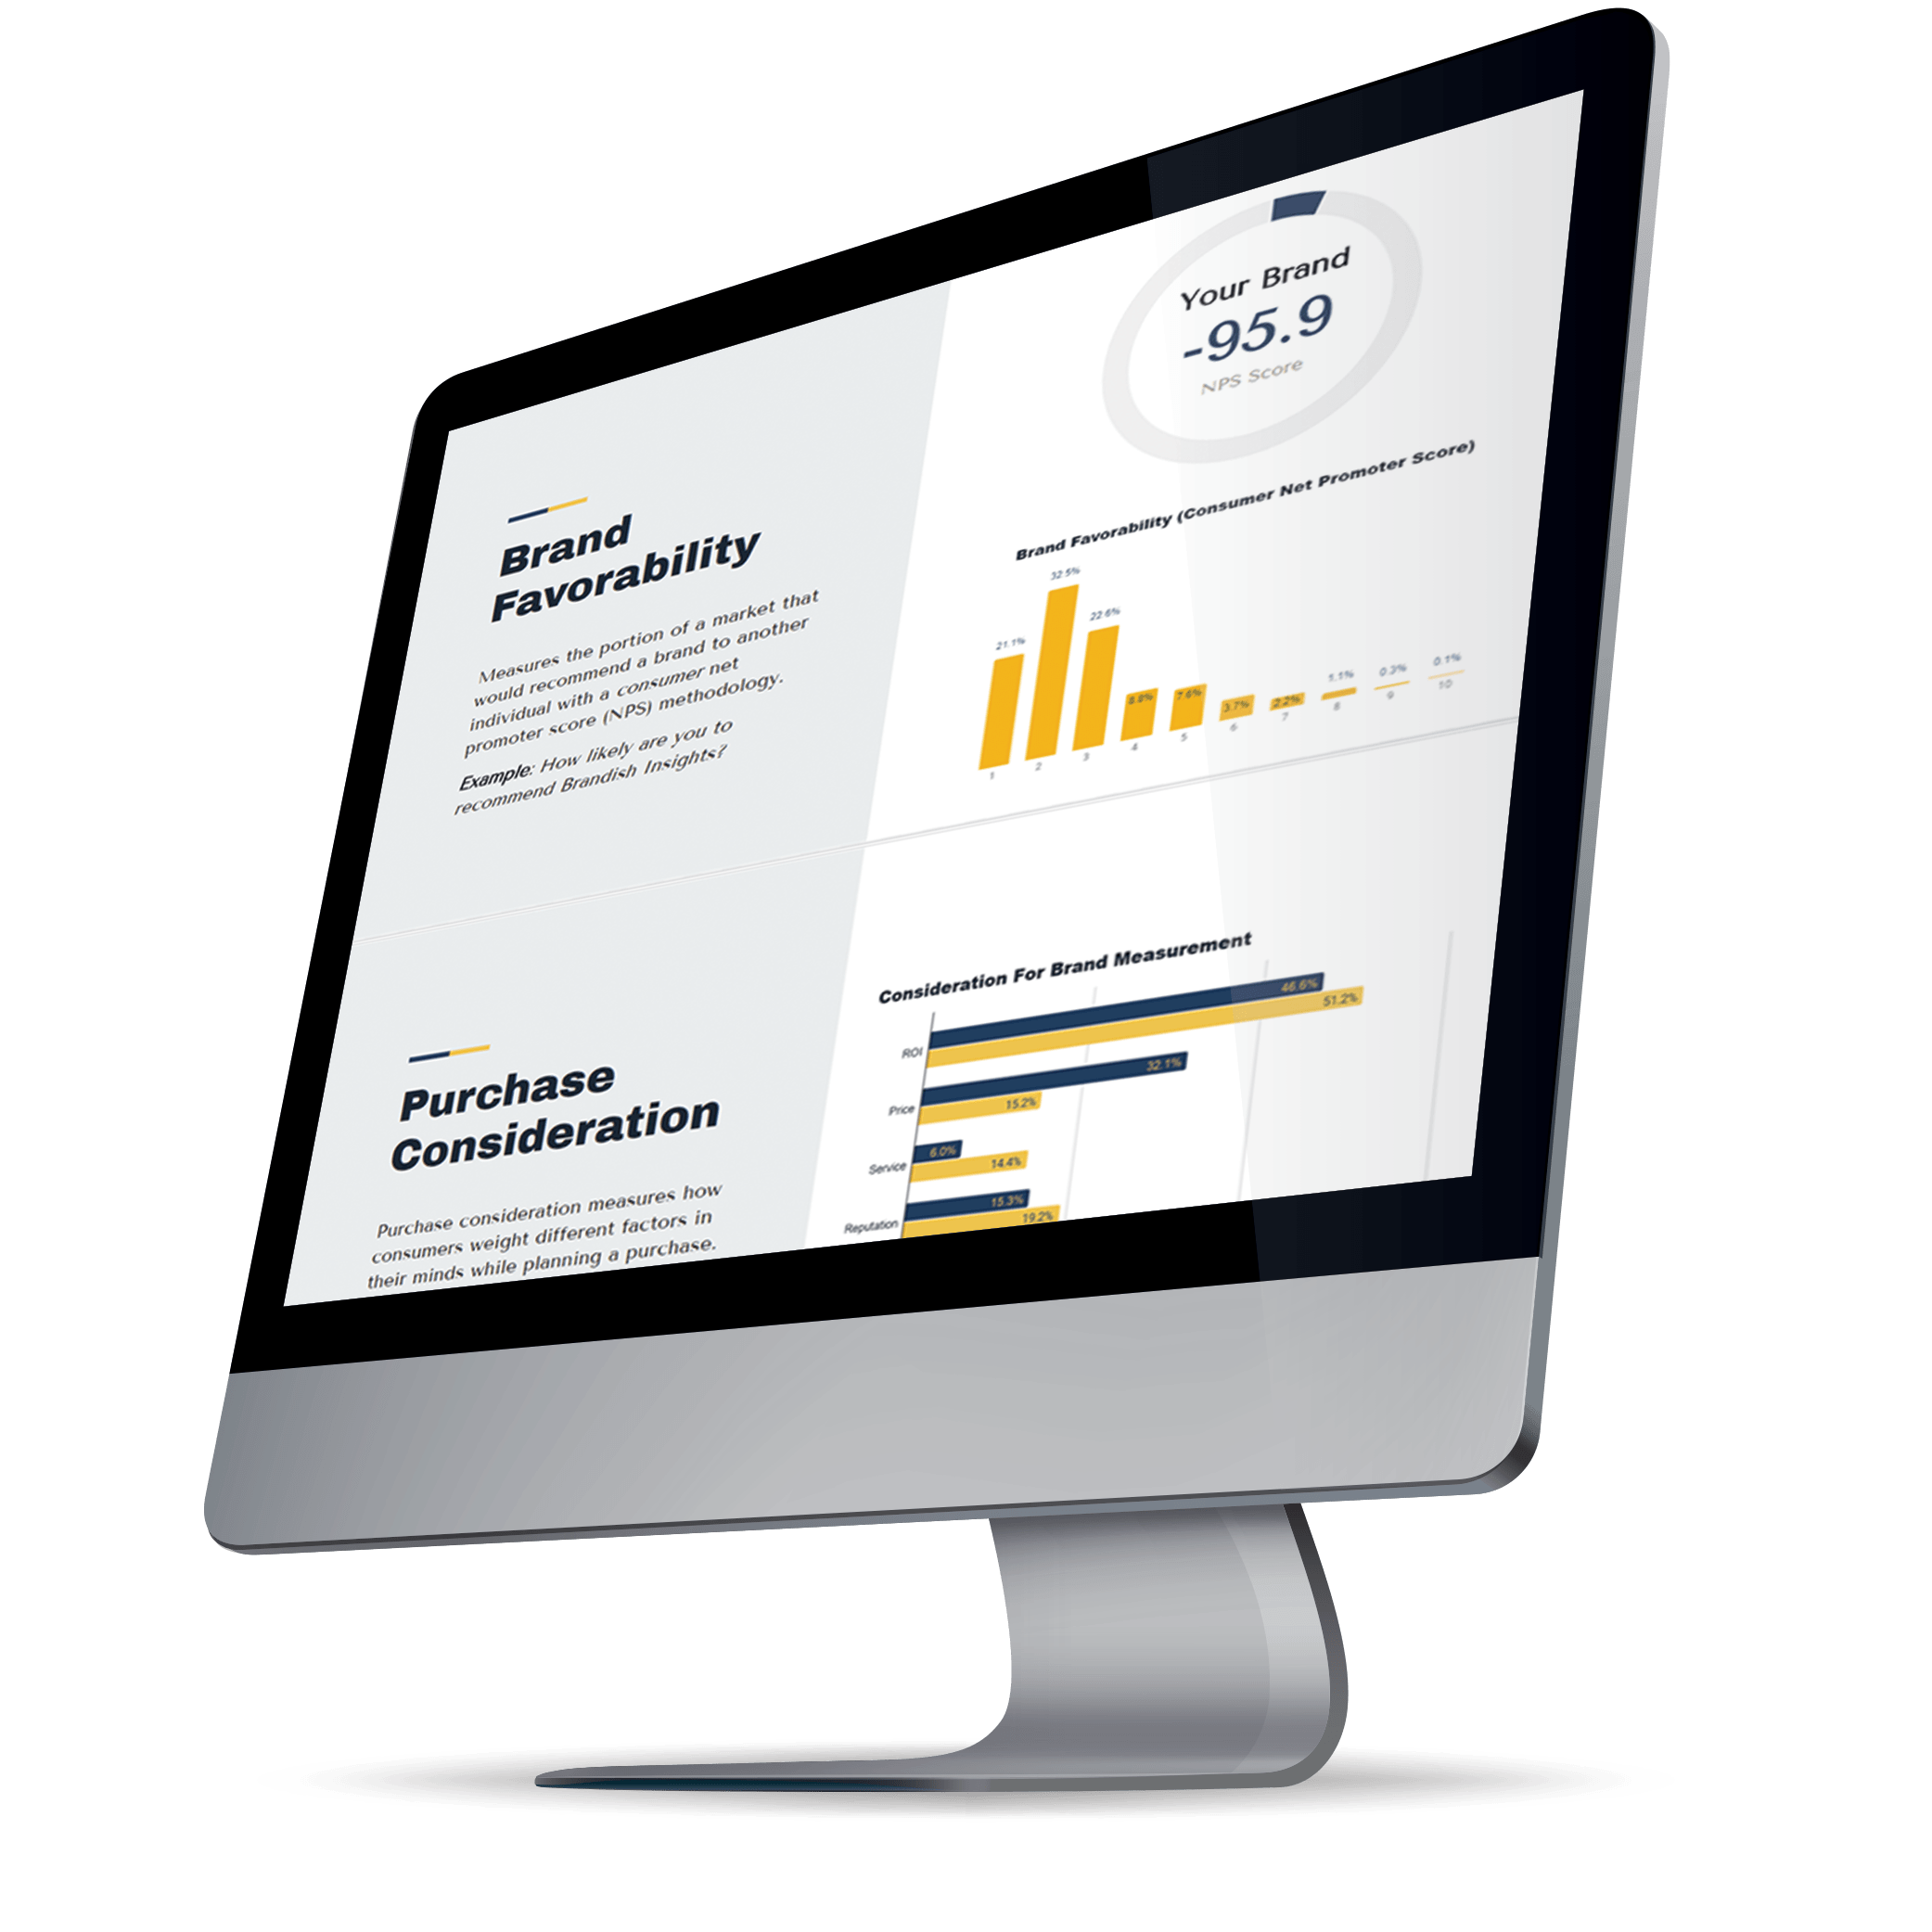 Your Brand
-95.9
NPS Score
Brand
Favorability
Measures the portion of a market that
would recommend a brand to another
individual with a consumer net
promoter score (NPS) methodology.
Example: How likely are you to
recommend Brandish Insights?
Brand Favorability (Consumer Net Promoter Score)
21.1%
32.5%
22.6%
8.8%
7.6%
3.7%
2.2%
1.1%
0.3%
0.1%
1
2
3
4
5
6
7
8
9
10
Purchase
Consideration
Purchase consideration measures how
consumers weight different factors in
their minds while planning a purchase.
Consideration For Brand Measurement
ROI
46.6%
51.2%
Price
32.1%
15.2%
Service
6.0%
14.4%
Reputation
15.3%
19.2%